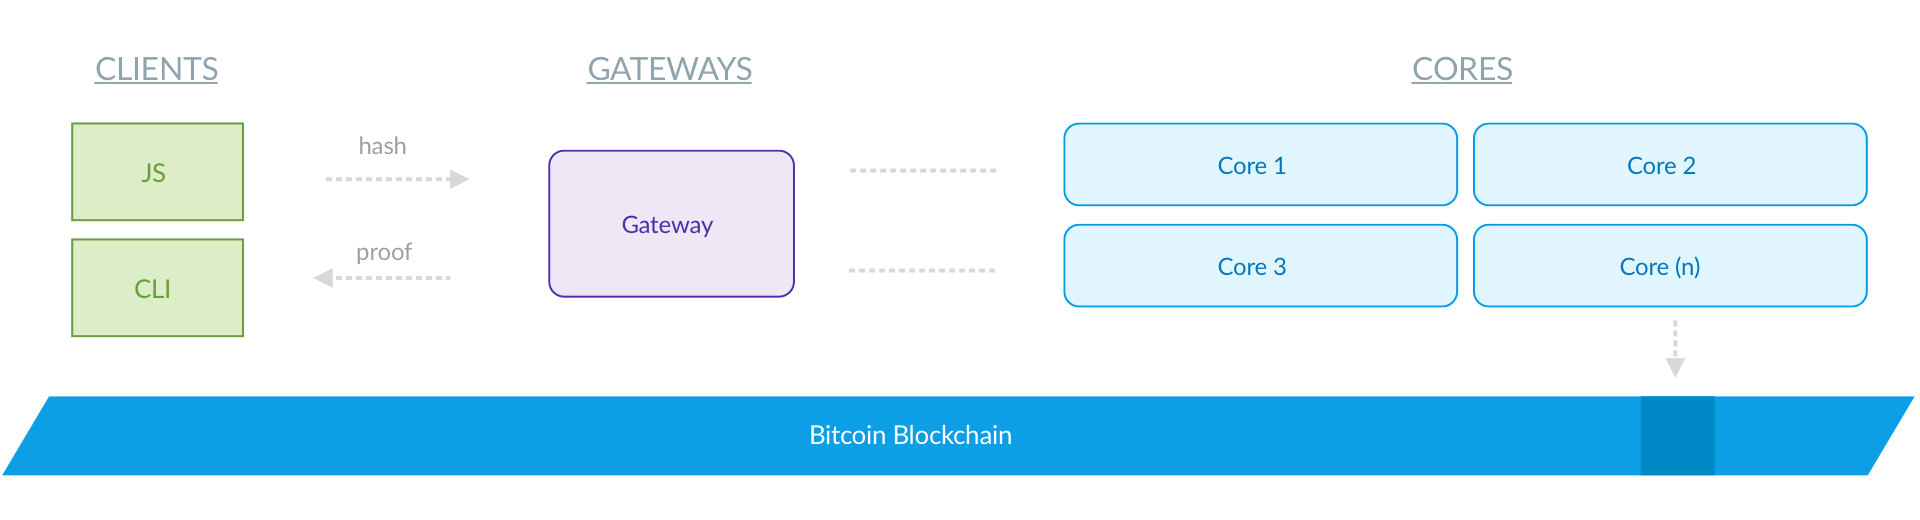 CLIENTS
GATEWAYS
CORES
JS
CLI
hash
proof
Gateway
Core 1
Core 2
Core 3
Core (n)
Bitcoin Blockchain